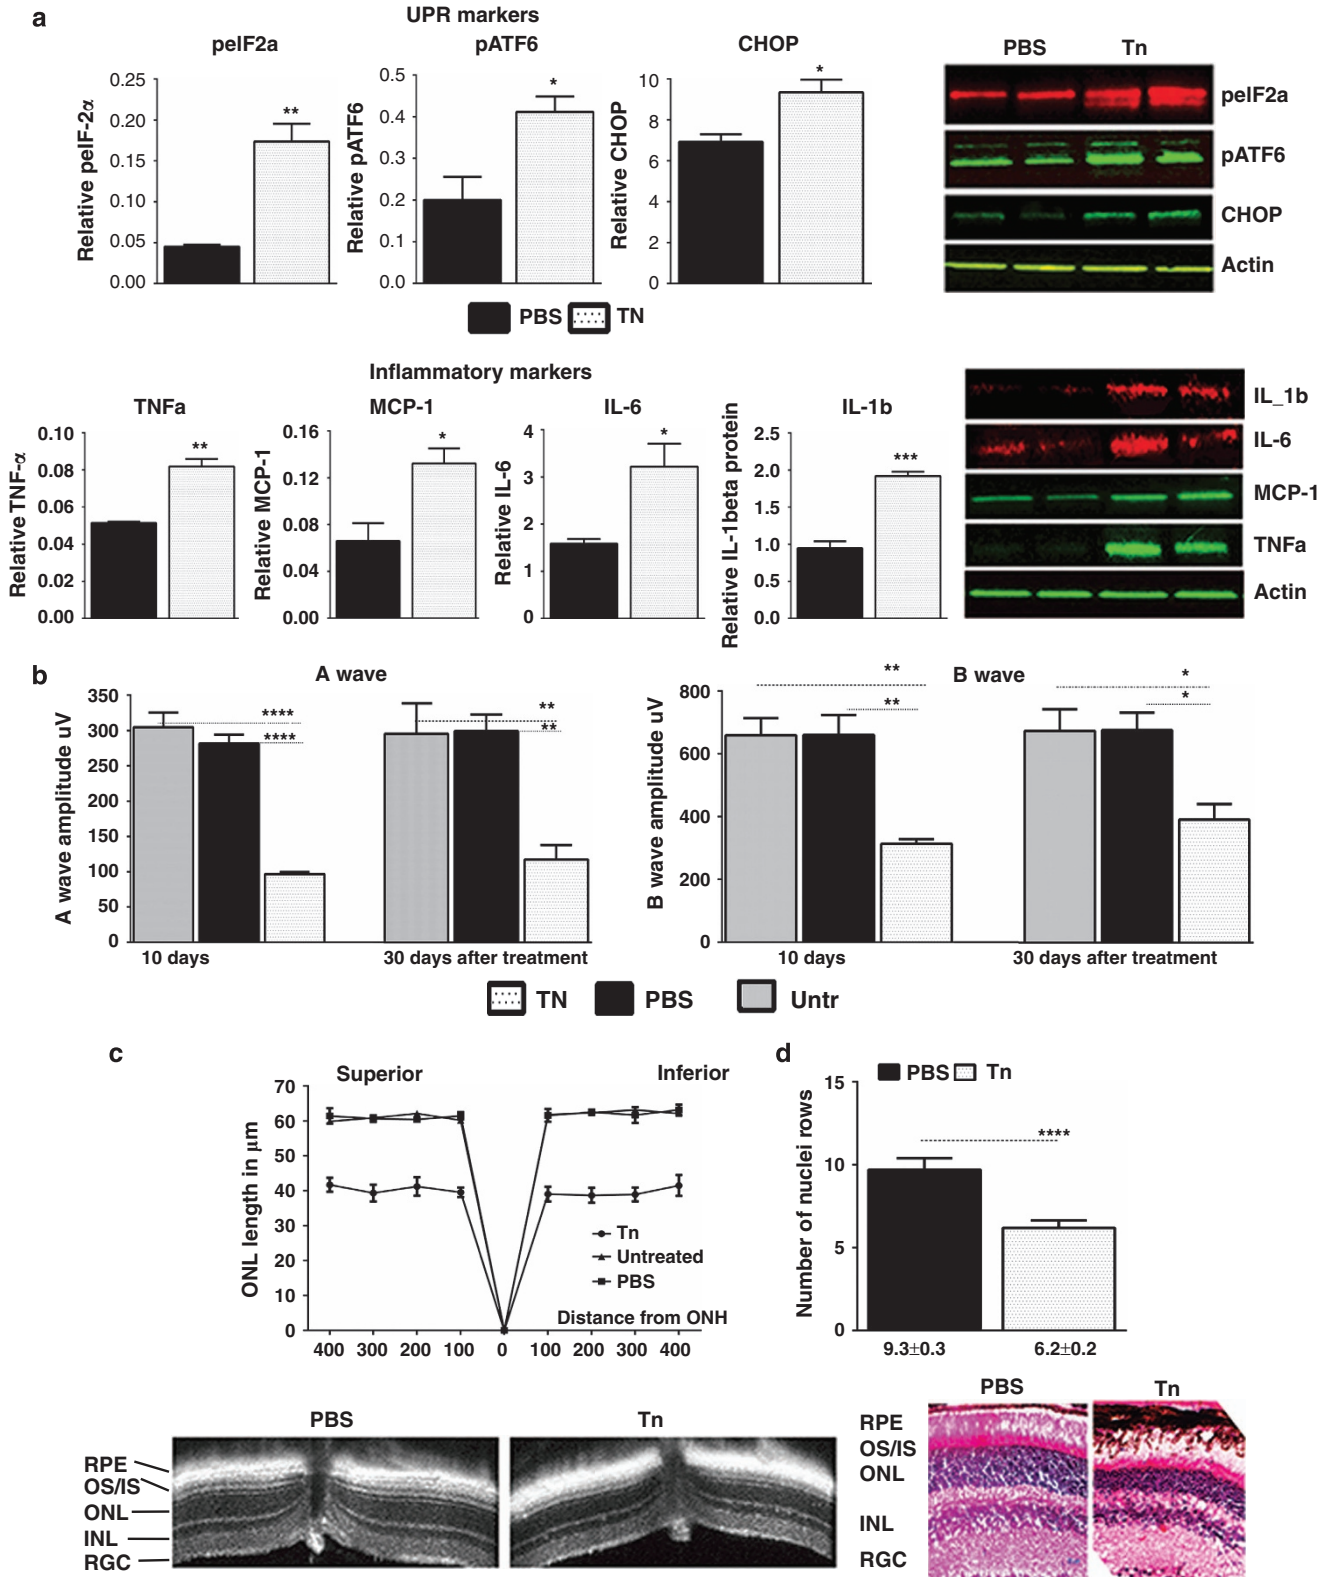 a
UPR markers
peIF2a
pATF6
CHOP
PBS
Tn
Relative peIF-2α
0.25
0.20
0.15
0.10
0.05
0.00
**
Relative pATF6
0.5
0.4
0.3
0.2
0.1
0.0
*
Relative CHOP
10
8
6
4
2
0
*
peIF2a
pATF6
CHOP
Actin
PBS
TN
Inflammatory markers
TNFa
MCP-1
IL-6
IL-1b
Relative TNF-α
0.10
0.08
0.06
0.04
0.02
0.00
**
Relative MCP-1
0.16
0.12
0.08
0.04
0.00
*
Relative IL-6
4
3
2
1
0
*
Relative IL-1beta protein
2.5
2.0
1.5
1.0
0.5
0.0
***
IL_1b
IL-6
MCP-1
TNFa
Actin
b
A wave
A wave amplitude uV
350
300
250
200
150
100
50
0
****
****
**
**
10 days
30 days after treatment
B wave
B wave amplitude uV
800
600
400
200
0
**
**
*
*
10 days
30 days after treatment
TN
PBS
Untr
c
Superior
Inferior
ONL length in μm
70
60
50
40
30
20
10
0
Tn
Untreated
PBS
Distance from ONH
400 300 200 100 0 100 200 300 400
d
PBS
Tn
Number of nuclei rows
15
10
5
0
****
9.3±0.3
6.2±0.2
PBS
Tn
RPE
OS/IS
ONL
INL
RGC
PBS
Tn
RPE
OS/IS
ONL
INL
RGC